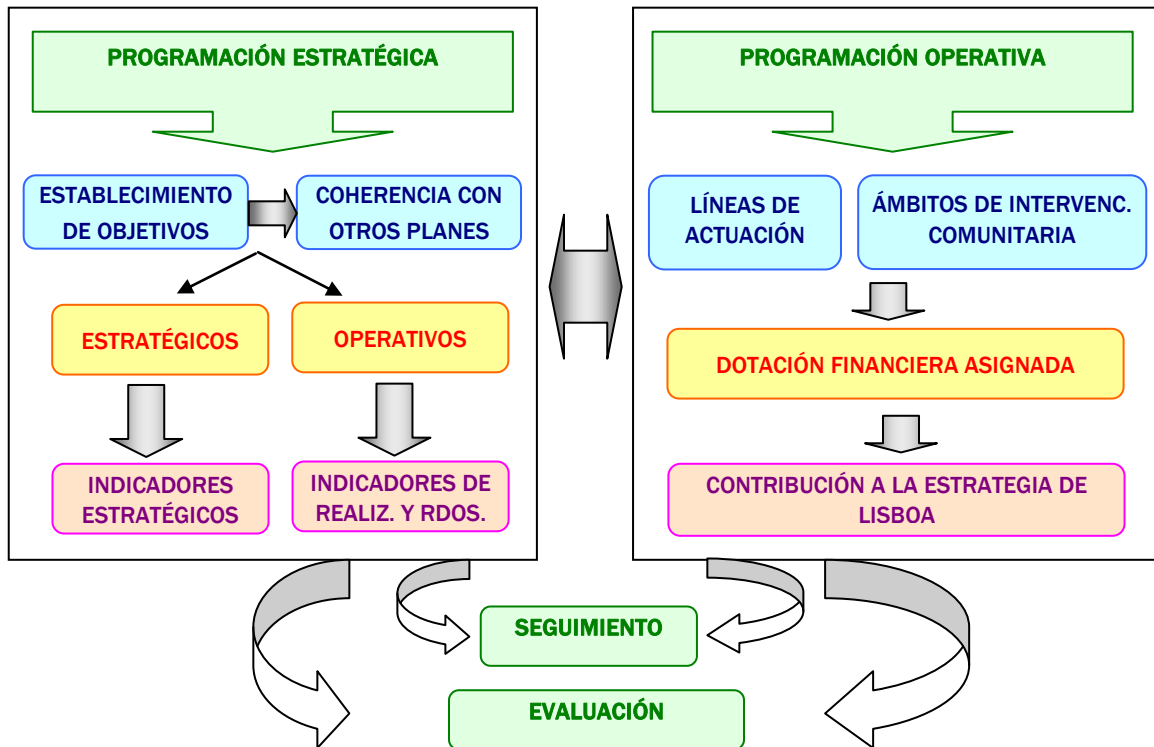 PROGRAMACIÓN ESTRATÉGICA
ESTABLECIMIENTO
DE OBJETIVOS
COHERENCIA CON
OTROS PLANES
ESTRATÉGICOS
OPERATIVOS
INDICADORES
ESTRATÉGICOS
INDICADORES DE
REALIZ. Y RDOS.
PROGRAMACIÓN OPERATIVA
LÍNEAS DE
ACTUACIÓN
ÁMBITOS DE INTERVENC.
COMUNITARIA
DOTACIÓN FINANCIERA ASIGNADA
CONTRIBUCIÓN A LA ESTRATEGIA DE
LISBOA
SEGUIMIENTO
EVALUACIÓN